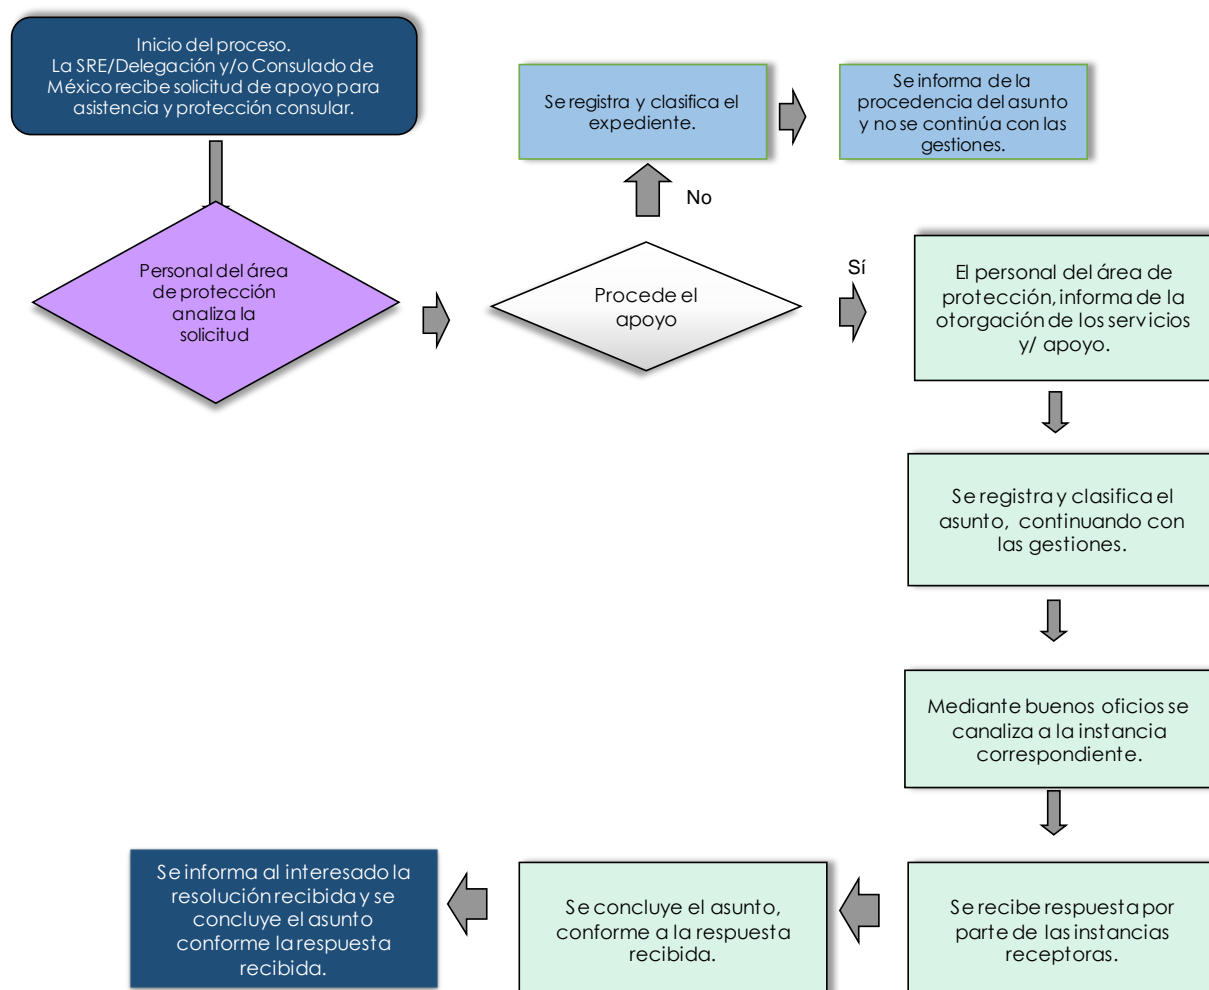 Inicio del proceso.
La SRE/Delegación y/o Consulado de
México recibe solicitud de apoyo para
asistencia y protección consular.
Se registra y clasifica el
expediente.
Se informa de la
procedencia del asunto
y no se continúa con las
gestiones.
No
Personal del área
de protección
analiza la
solicitud
Procede el
apoyo
Sí
El personal del área de
protección, informa de la
otorgación de los servicios
y/ apoyo.
Se registra y clasifica el
asunto, continuando con
las gestiones.
Mediante buenos oficios se
canaliza a la instancia
correspondiente.
Se recibe respuesta por
parte de las instancias
receptoras.
Se concluye el asunto,
conforme a la respuesta
recibida.
Se informa al interesado la
resolución recibida y se
concluye el asunto
conforme la respuesta
recibida.